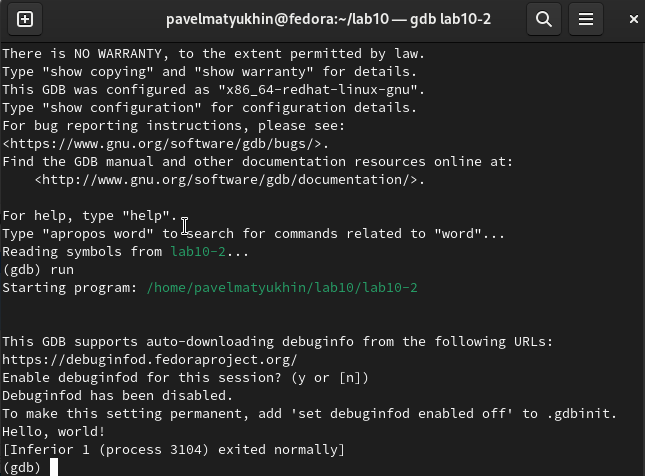 pavelmatyukhin@fedora:~/lab10 — gdb lab10-2
There is NO WARRANTY, to the extent permitted by law.
Type "show copying" and "show warranty" for details.
This GDB was configured as "x86_64-redhat-linux-gnu".
Type "show configuration" for configuration details.
For bug reporting instructions, please see:
<https://www.gnu.org/software/gdb/bugs/>.
Find the GDB manual and other documentation resources online at:
    <http://www.gnu.org/software/gdb/documentation/>.
For help, type "help".
Type "apropos word" to search for commands related to "word"...
Reading symbols from lab10-2...
(gdb) run
Starting program: /home/pavelmatyukhin/lab10/lab10-2
This GDB supports auto-downloading debuginfo from the following URLs:
https://debuginfod.fedoraproject.org/
Enable debuginfod for this session? (y or [n])
Debuginfod has been disabled.
To make this setting permanent, add 'set debuginfod enabled off' to .gdbinit.
Hello, world!
[Inferior 1 (process 3104) exited normally]
(gdb)